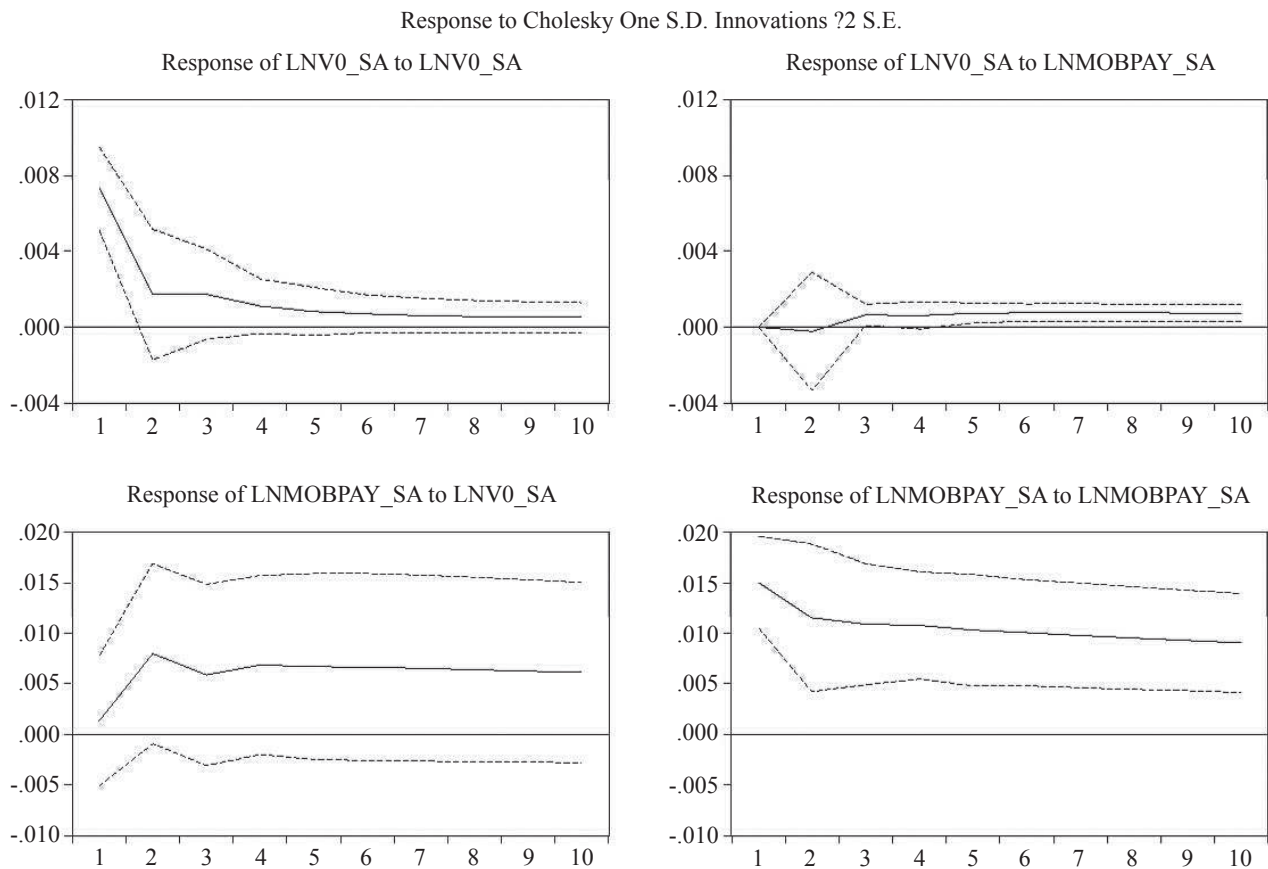 Response to Cholesky One S.D. Innovations ?2 S.E.
Response of LNV0_SA to LNV0_SA
.012
.008
.004
.000
-.004
1 2 3 4 5 6 7 8 9 10
Response of LNV0_SA to LNMOBPAY_SA
.012
.008
.004
.000
-.004
1 2 3 4 5 6 7 8 9 10
Response of LNMOBPAY_SA to LNV0_SA
.020
.015
.010
.005
.000
-.005
-.010
1 2 3 4 5 6 7 8 9 10
Response of LNMOBPAY_SA to LNMOBPAY_SA
.020
.015
.010
.005
.000
-.005
-.010
1 2 3 4 5 6 7 8 9 10